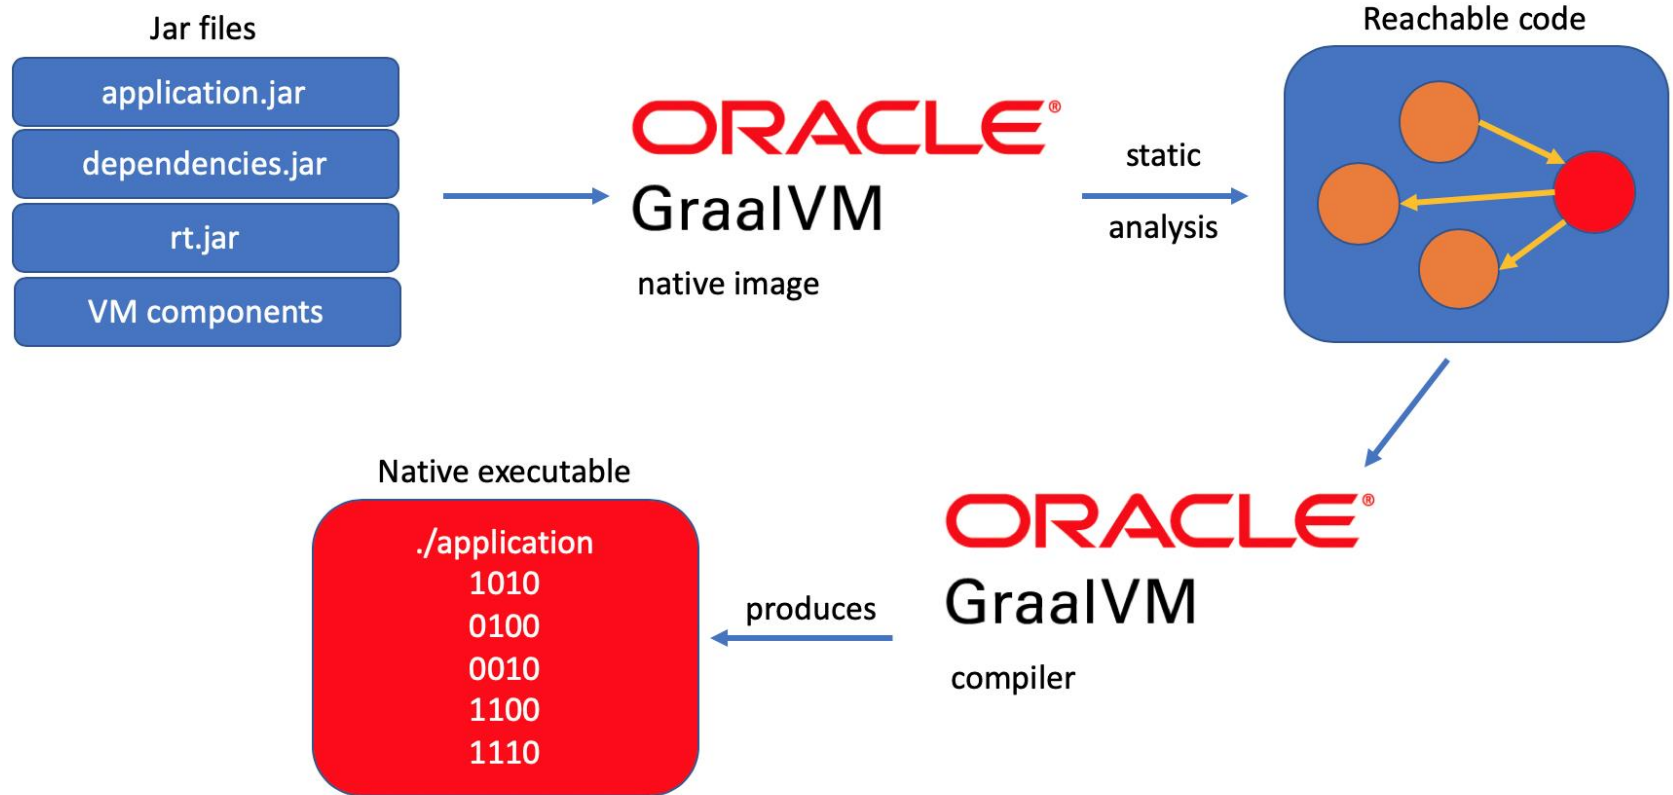 Jar files
application.jar
dependencies.jar
rt.jar
VM components
ORACLE®
GraalVM
native image
static
analysis
Reachable code
ORACLE®
GraalVM
compiler
produces
Native executable
./application
1010
0100
0010
1100
1110